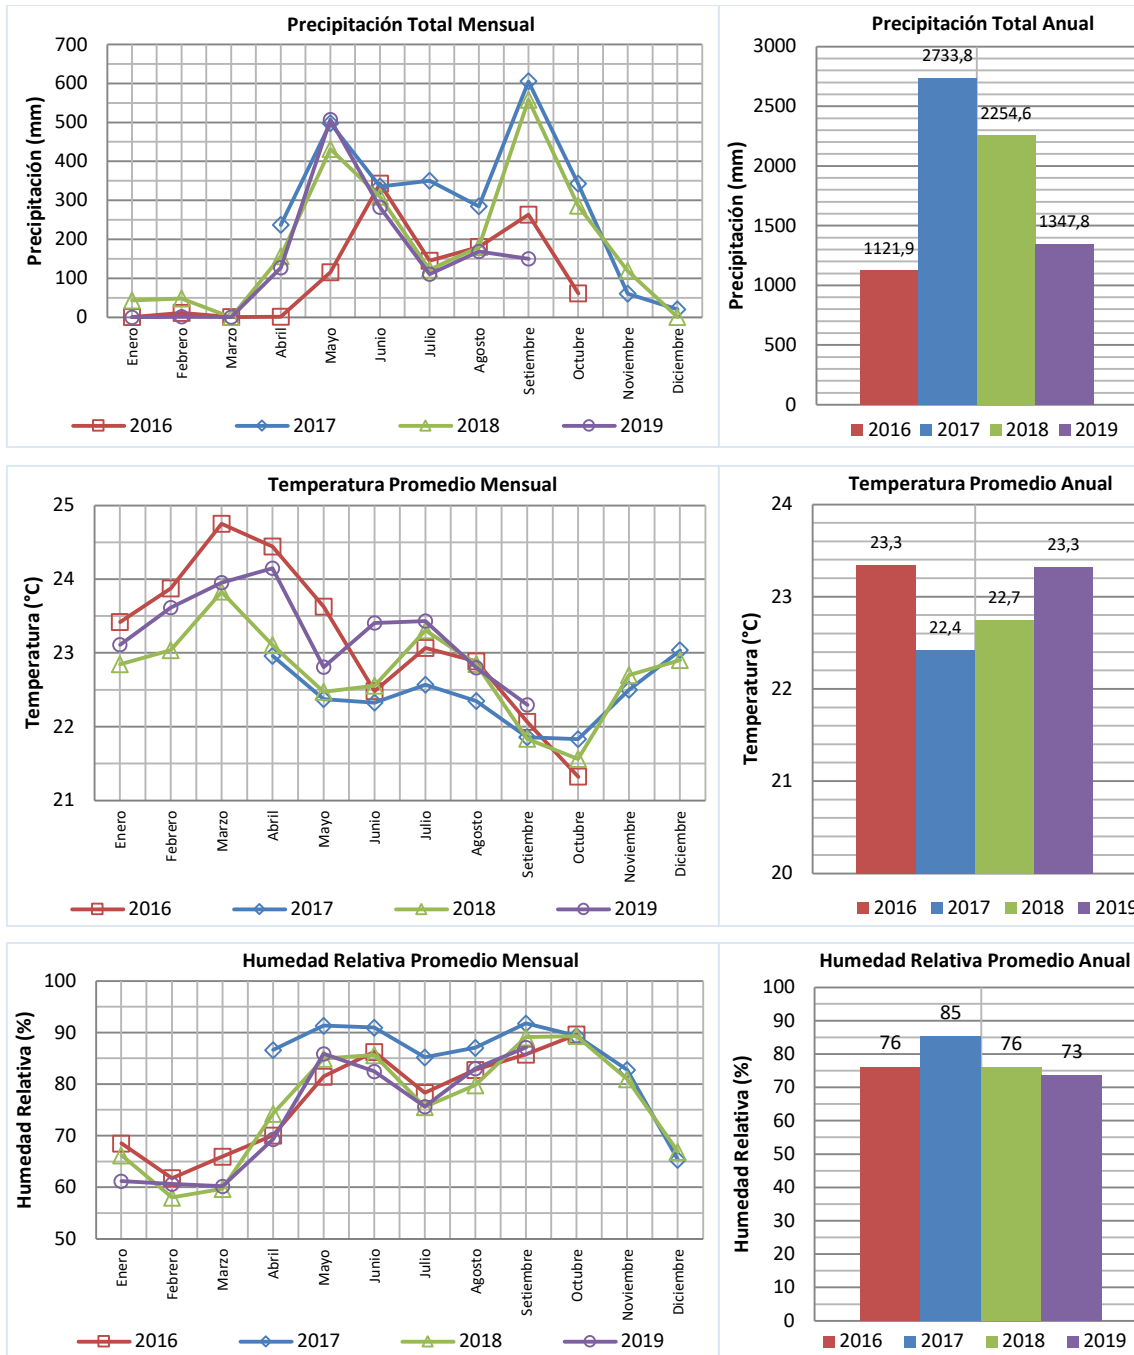 Precipitación Total Mensual
Precipitación (mm)
700
600
500
400
300
200
100
0
Enero
Febrero
Marzo
Abril
Mayo
Junio
Julio
Agosto
Setiembre
Octubre
Noviembre
Diciembre
2016 2017 2018 2019
Precipitación Total Anual
Precipitación (mm)
3000
2500
2000
1500
1000
500
0
1121,9
2733,8
2254,6
1347,8
2016 2017 2018 2019
Temperatura Promedio Mensual
Temperatura (°C)
25
24
23
22
21
Enero
Febrero
Marzo
Abril
Mayo
Junio
Julio
Agosto
Setiembre
Octubre
Noviembre
Diciembre
2016 2017 2018 2019
Temperatura Promedio Anual
Temperatura (°C)
24
23
22
21
20
23,3
22,4
22,7
23,3
2016 2017 2018 2019
Humedad Relativa Promedio Mensual
Humedad Relativa (%)
100
90
80
70
60
50
Enero
Febrero
Marzo
Abril
Mayo
Junio
Julio
Agosto
Setiembre
Octubre
Noviembre
Diciembre
2016 2017 2018 2019
Humedad Relativa Promedio Anual
Humedad Relativa (%)
100
90
80
70
60
50
40
30
20
10
0
76
85
76
73
2016 2017 2018 2019